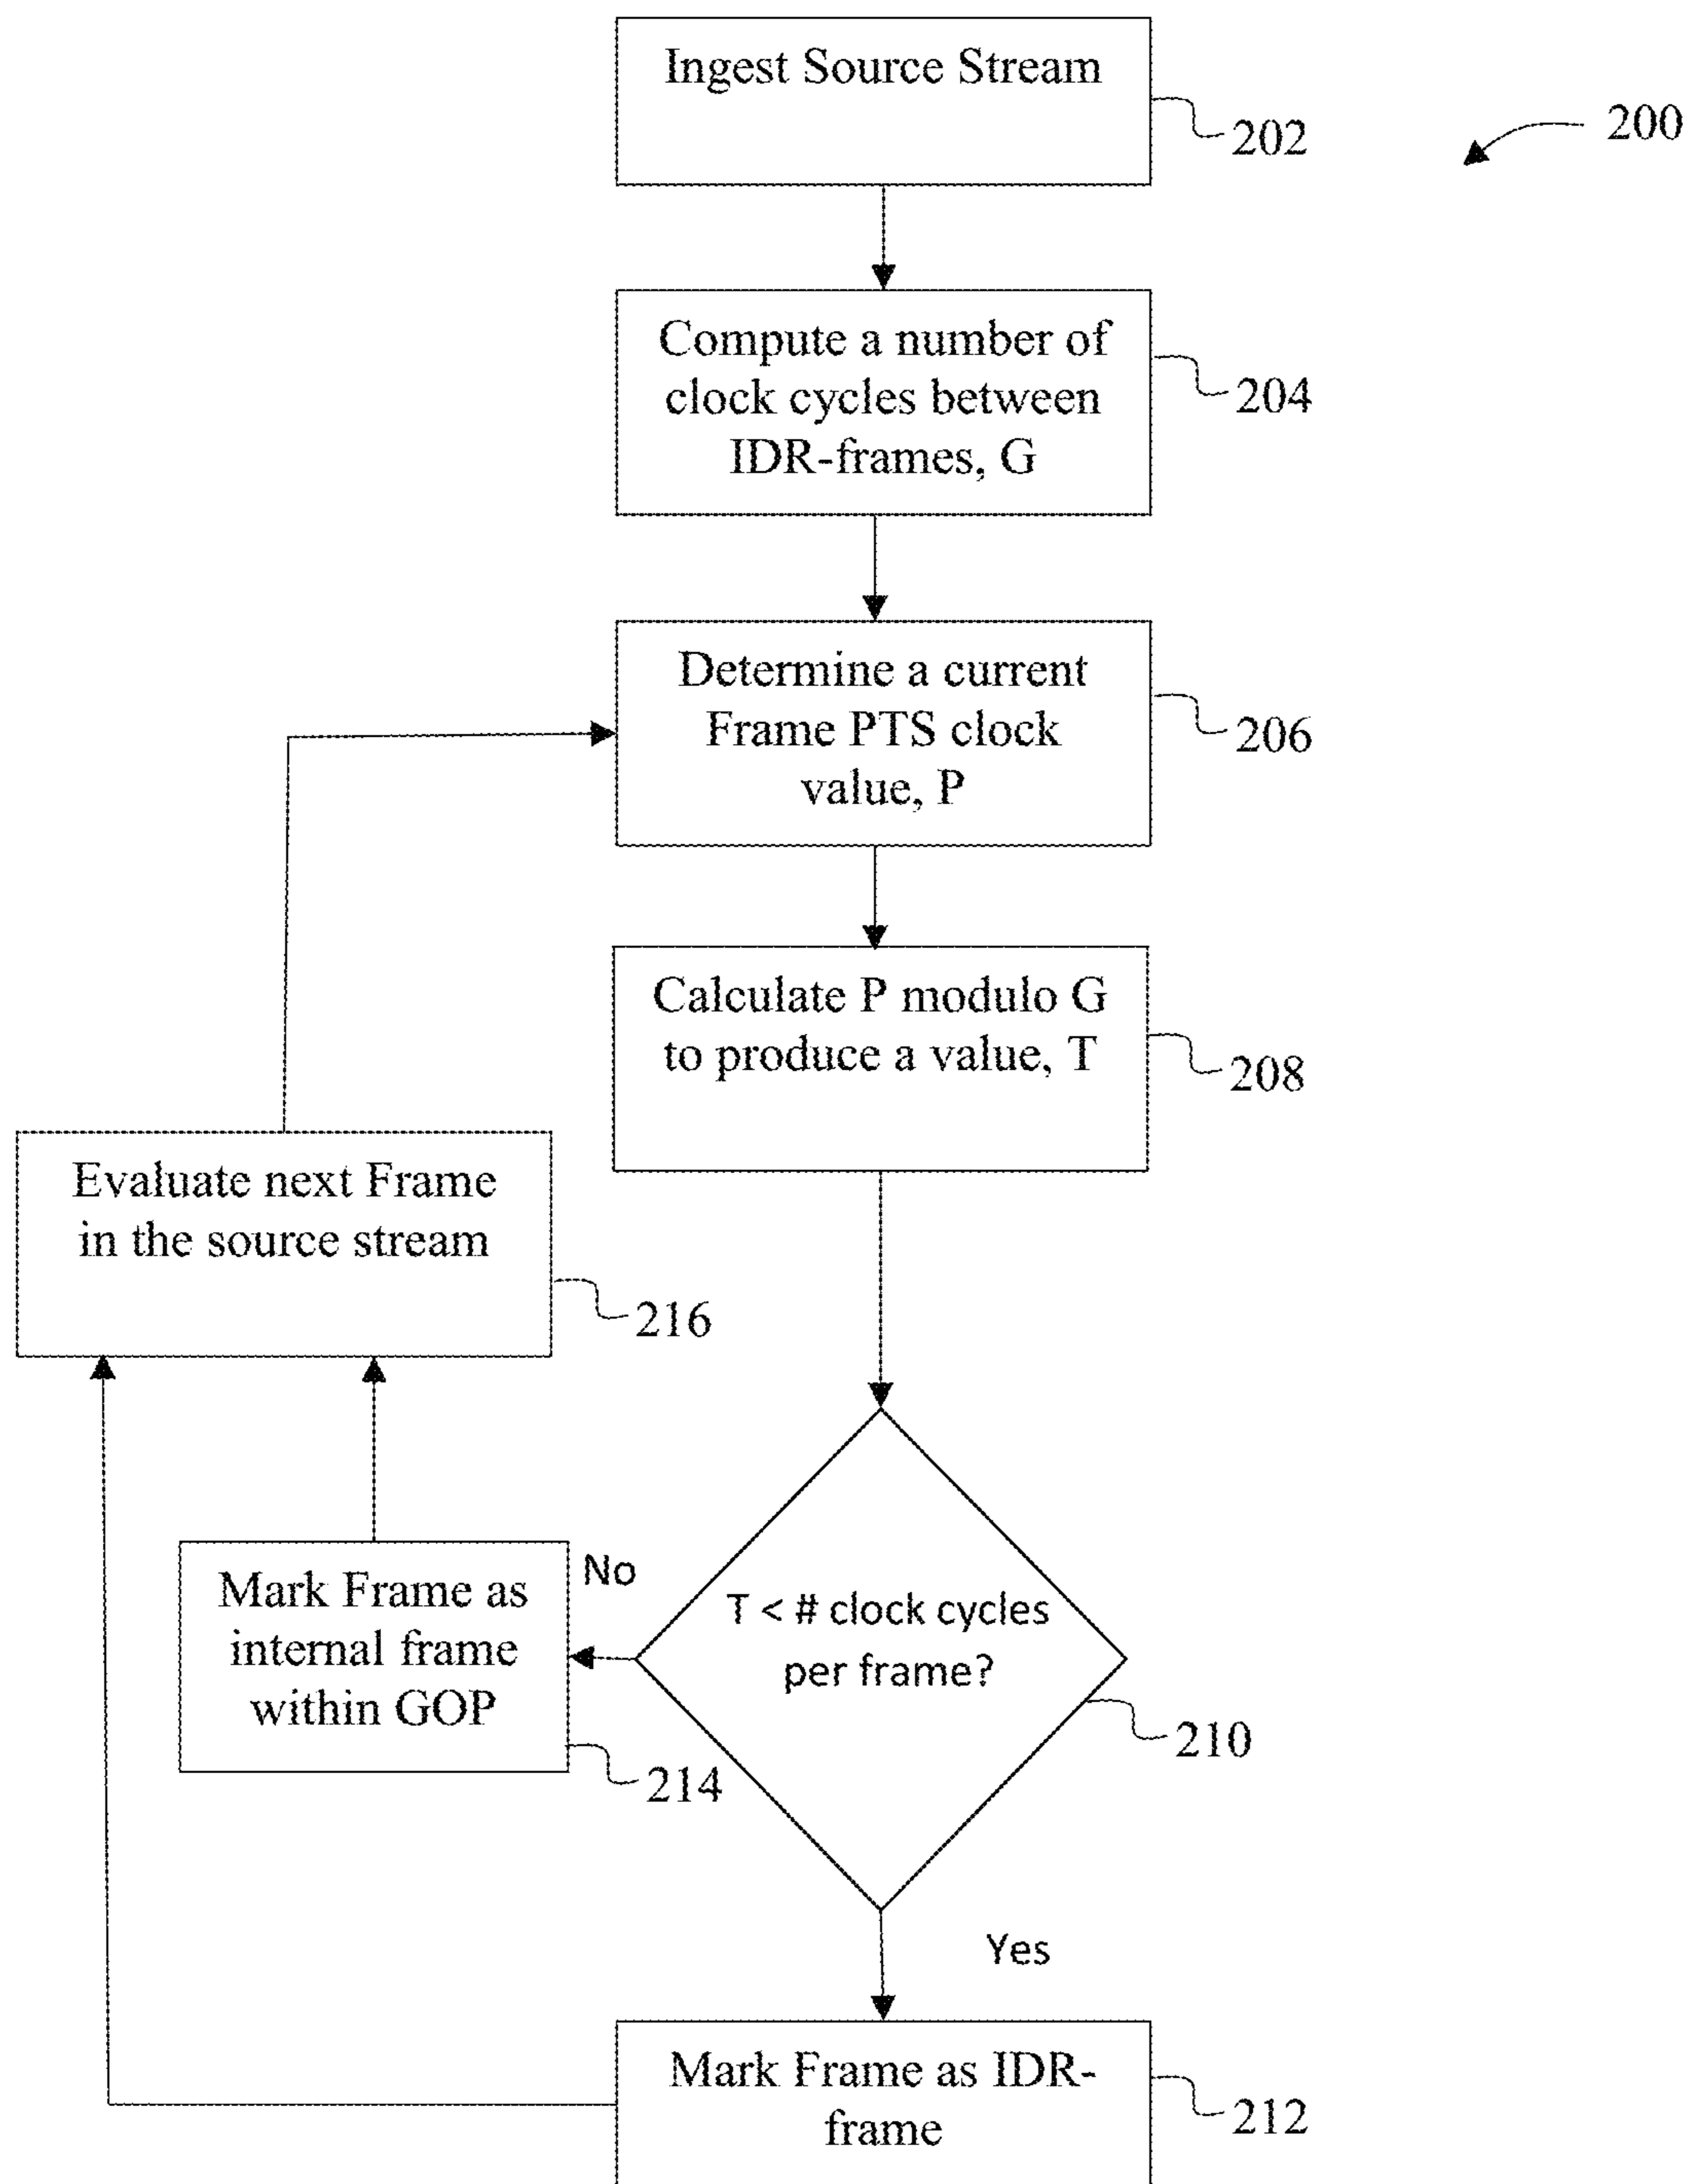 Ingest Source Stream
202
200
Compute a number of
clock cycles between
IDR-frames, G
204
Determine a current
Frame PTS clock
value, P
206
Calculate P modulo G
to produce a value, T
208
Evaluate next Frame
in the source stream
216
T < # clock cycles
per frame?
210
No
Mark Frame as
internal frame
within GOP
214
Yes
Mark Frame as IDR-
frame
212